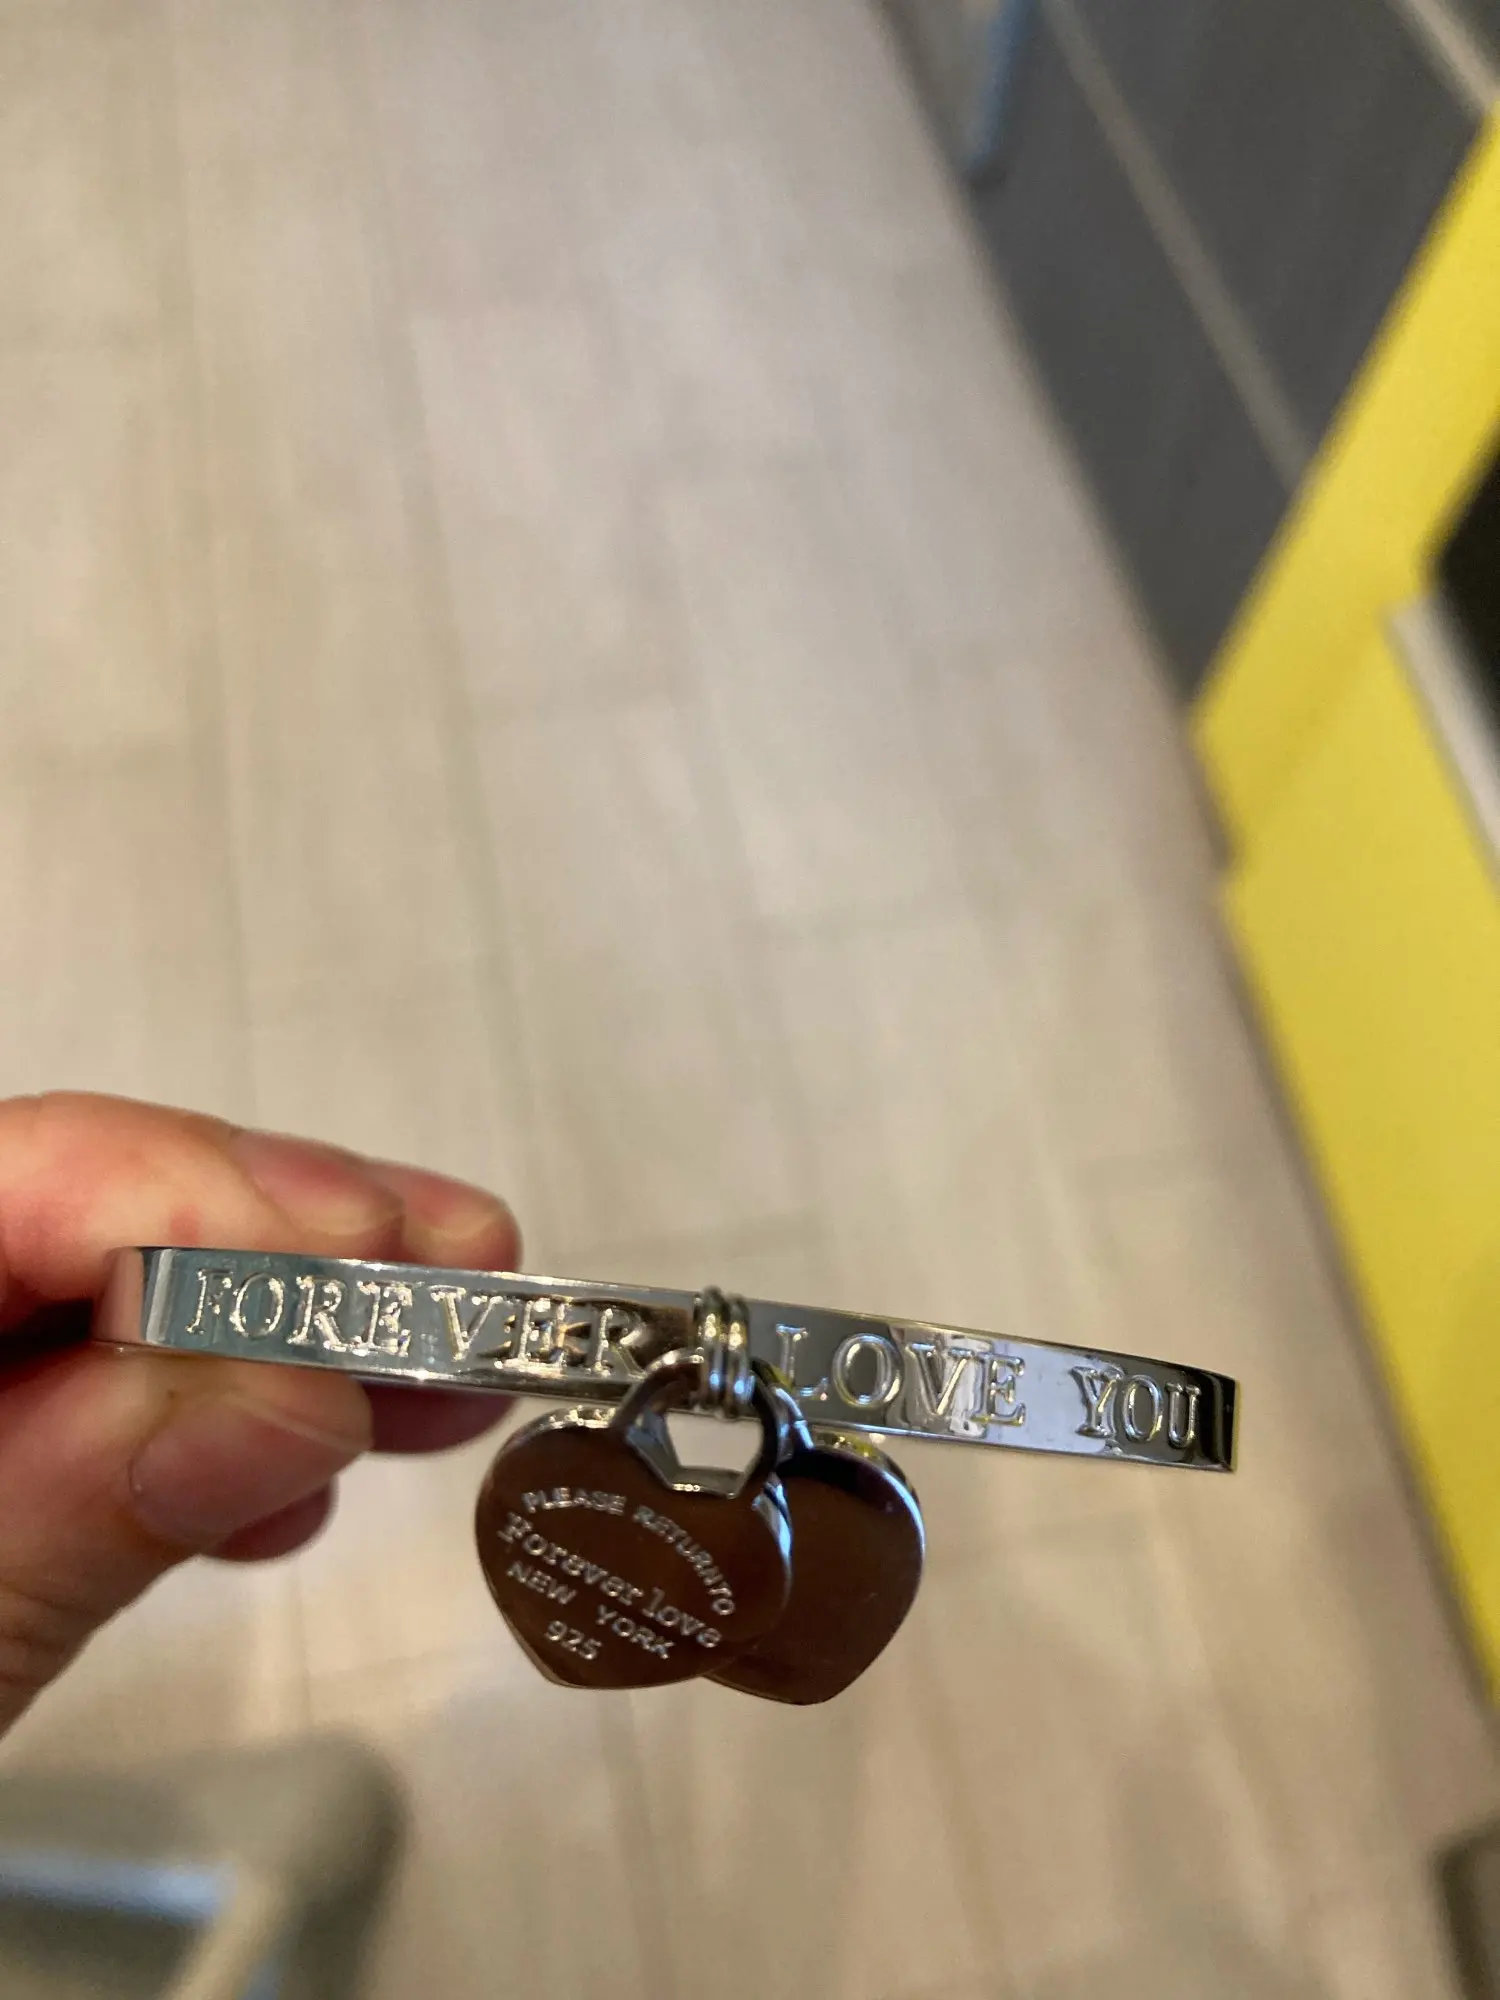 FOREVER LOVE YOU
PLEASE RETURN TO
Forever love
NEW YORK
925